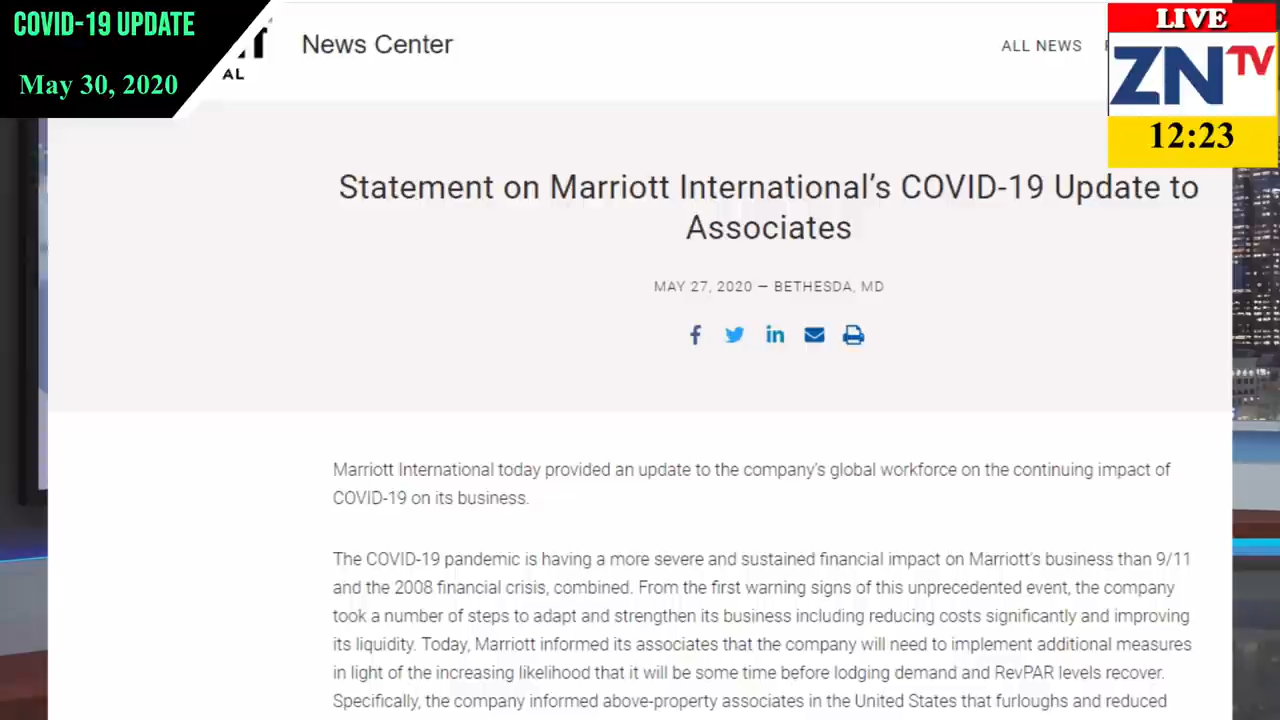 COVID-19 UPDATE
May 30, 2020
AL
News Center
ALL NEWS
LIVE
ZNTV
12:23
Statement on Marriott International's COVID-19 Update to
Associates
MAY 27, 2020 — BETHESDA, MD
Marriott International today provided an update to the company's global workforce on the continuing impact of
COVID-19 on its business.
The COVID-19 pandemic is having a more severe and sustained financial impact on Marriott's business than 9/11
and the 2008 financial crisis, combined. From the first warning signs of this unprecedented event, the company
took a number of steps to adapt and strengthen its business including reducing costs significantly and improving
its liquidity. Today, Marriott informed its associates that the company will need to implement additional measures
in light of the increasing likelihood that it will be some time before lodging demand and RevPAR levels recover.
Specifically, the company informed above-property associates in the United States that furloughs and reduced